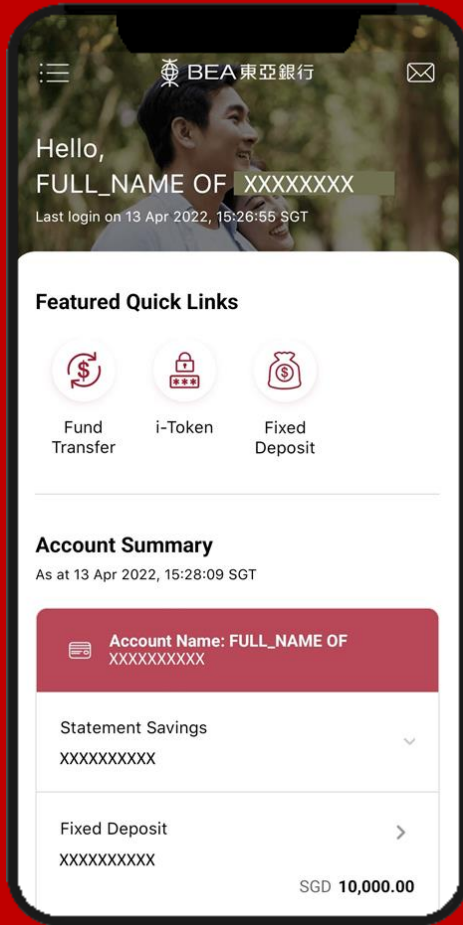 BEA東亞銀行
Hello,
FULL_NAME OF XXXXXXXX
Last login on 13 Apr 2022, 15:26:55 SGT
Featured Quick Links
Fund Transfer
i-Token
Fixed Deposit
Account Summary
As at 13 Apr 2022, 15:28:09 SGT
Account Name: FULL_NAME OF
XXXXXXXXXX
Statement Savings
XXXXXXXXXX
Fixed Deposit
XXXXXXXXXX
SGD 10,000.00